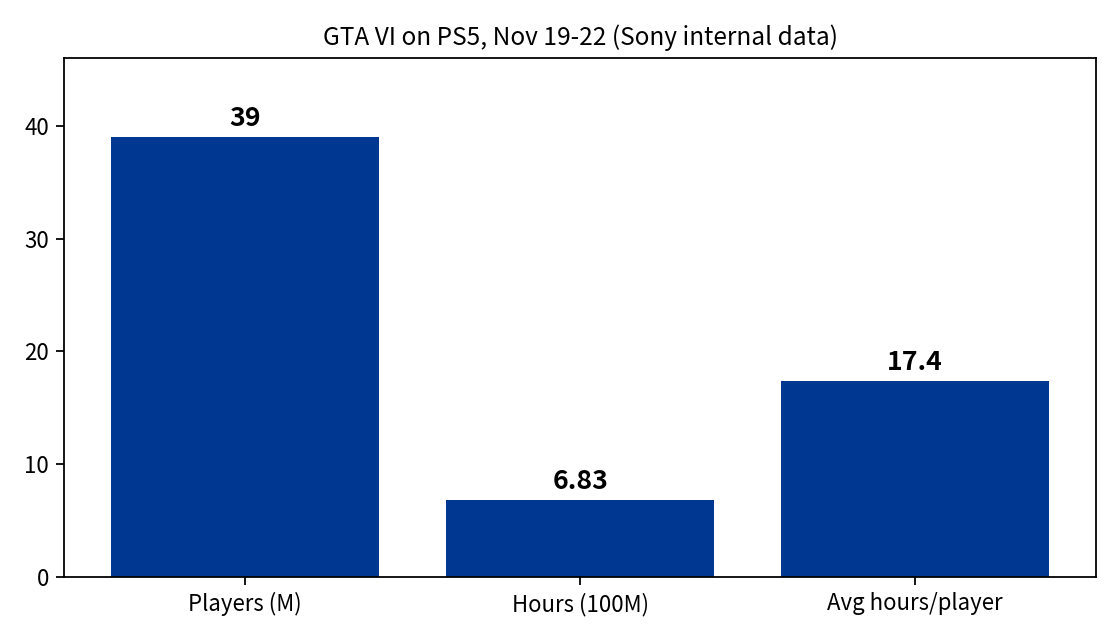 GTA VI on PS5, Nov 19-22 (Sony internal data)
40
30
20
10
0
39
6.83
17.4
Players (M)
Hours (100M)
Avg hours/player